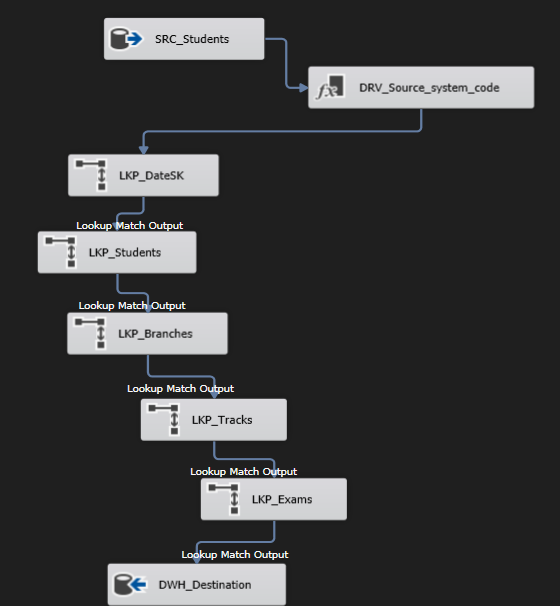 SRC_Students
DRV_Source_system_code
LKP_DateSK
Lookup Match Output
LKP_Students
Lookup Match Output
LKP_Branches
Lookup Match Output
LKP_Tracks
Lookup Match Output
LKP_Exams
Lookup Match Output
DWH_Destination